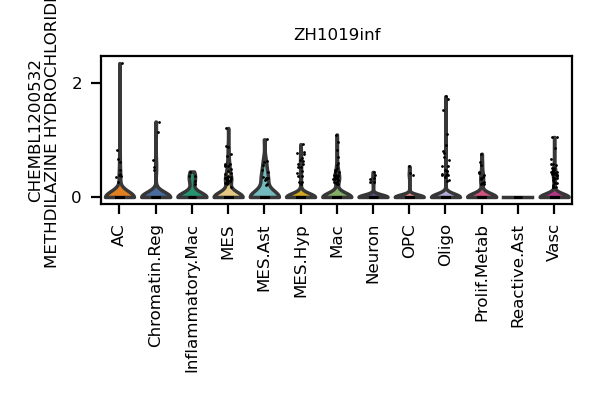 ZH1019inf
CHEMBL1200532
METHDILAZINE HYDROCHLORIDE
2
0
AC
Chromatin.Reg
Inflammatory.Mac
MES
MES.Ast
MES.Hyp
Mac
Neuron
OPC
Oligo
Prolif.Metab
Reactive.Ast
Vasc